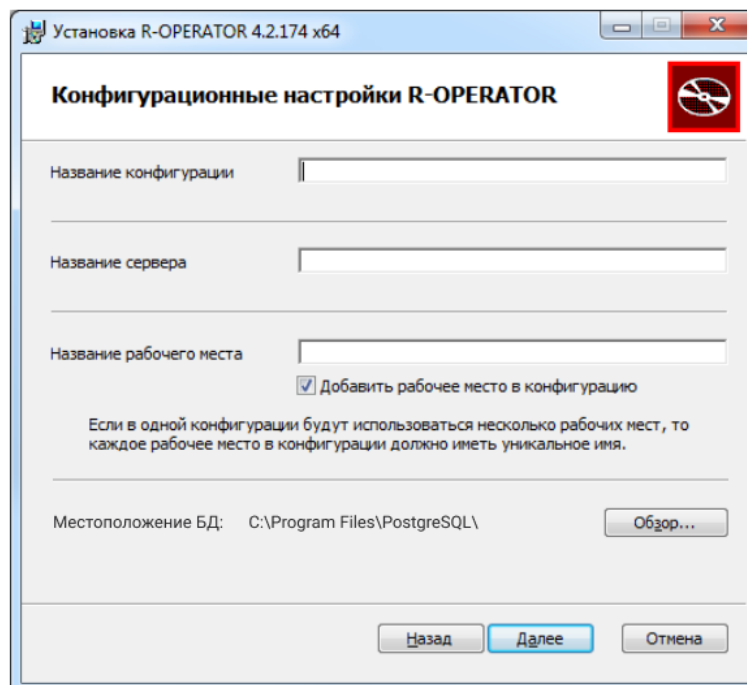 Установка R-OPERATOR 4.2.174 x64
Конфигурационные настройки R-OPERATOR
Название конфигурации
Название сервера
Название рабочего места
Добавить рабочее место в конфигурацию
Если в одной конфигурации будут использоваться несколько рабочих мест, то
каждое рабочее место в конфигурации должно иметь уникальное имя.
Местоположение БД: C:\Program Files\PostgreSQL\ Обзор...
Назад Далее Отмена